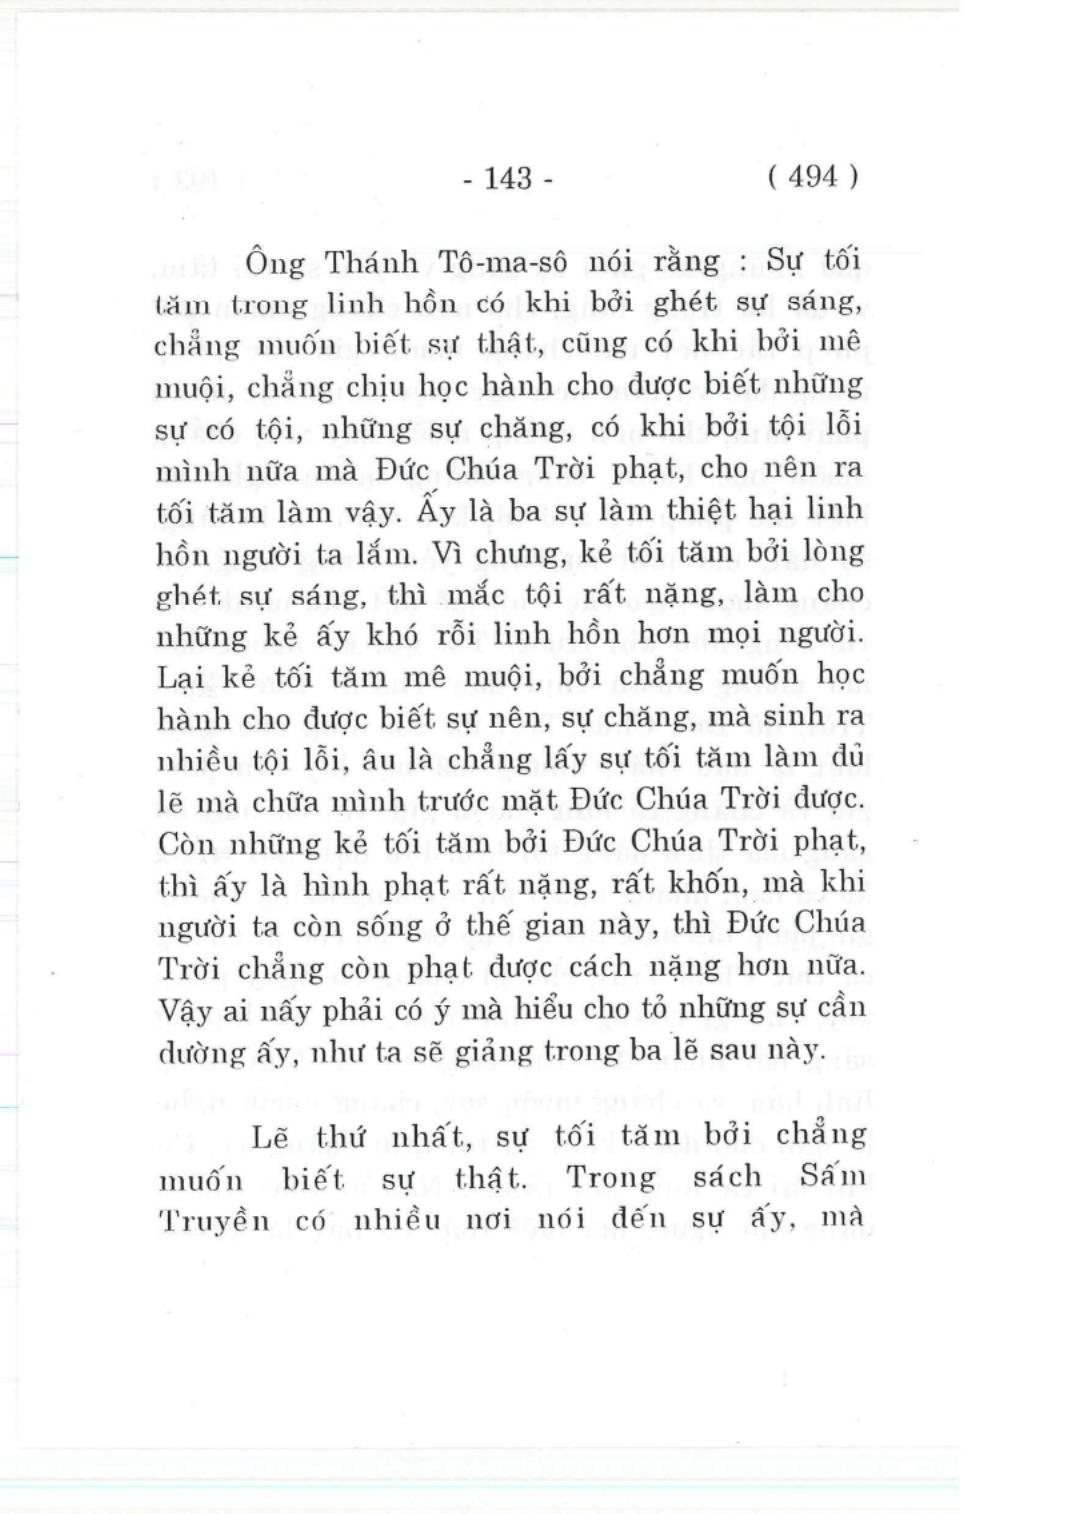 - 143 - ( 494 )
Ông Thánh Tô-ma-sô nói rằng : Sự tối
tăm trong linh hồn có khi bởi ghét sự sáng,
chẳng muốn biết sự thật, cũng có khi bởi mê
muội, chẳng chịu học hành cho được biết những
sự có tội, những sự chăng, có khi bởi tội lỗi
mình nữa mà Đức Chúa Trời phạt, cho nên ra
tối tăm làm vậy. Ấy là ba sự làm thiệt hại linh
hồn người ta lắm. Vì chưng, kẻ tối tăm bởi lòng
ghét sự sáng, thì mắc tội rất nặng, làm cho
những kẻ ấy khó rỗi linh hồn hơn mọi người.
Lại kẻ tối tăm mê muội, bởi chẳng muốn học
hành cho được biết sự nên, sự chăng, mà sinh ra
nhiều tội lỗi, âu là chẳng lấy sự tối tăm làm đủ
lẽ mà chữa mình trước mặt Đức Chúa Trời được.
Còn những kẻ tối tăm bởi Đức Chúa Trời phạt,
thì ấy là hình phạt rất nặng, rất khốn, mà khi
người ta còn sống ở thế gian này, thì Đức Chúa
Trời chẳng còn phạt được cách nặng hơn nữa.
Vậy ai nấy phải có ý mà hiểu cho tỏ những sự cần
dường ấy, như ta sẽ giảng trong ba lẽ sau này.
Lẽ thứ nhất, sự tối tăm bởi chẳng
muốn biết sự thật. Trong sách Sấm
Truyền có nhiều nơi nói đến sự ấy, mà